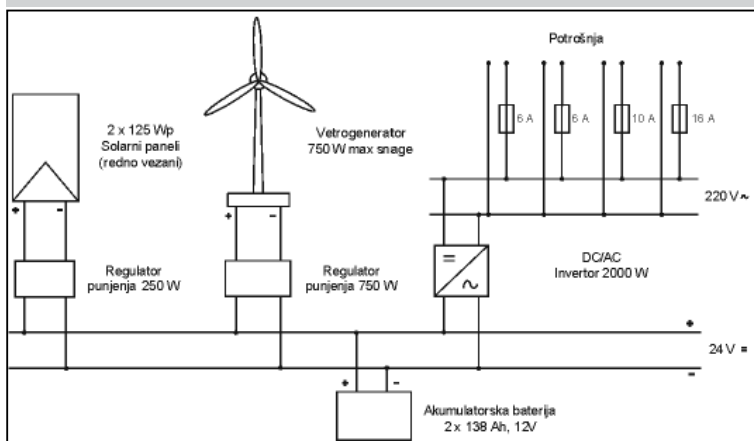 Potrošnja
2 x 125 Wp
Solarni paneli
(redno vezani)
Vetrogenerator
750 W max snage
6 A
6 A
10 A
16 A
220 V ~
+
-
+
-
Regulator
punjenja 250 W
Regulator
punjenja 750 W
=
~
DC/AC
Invertor 2000 W
+
24 V =
-
+
-
Akumulatorska baterija
2 x 138 Ah, 12V